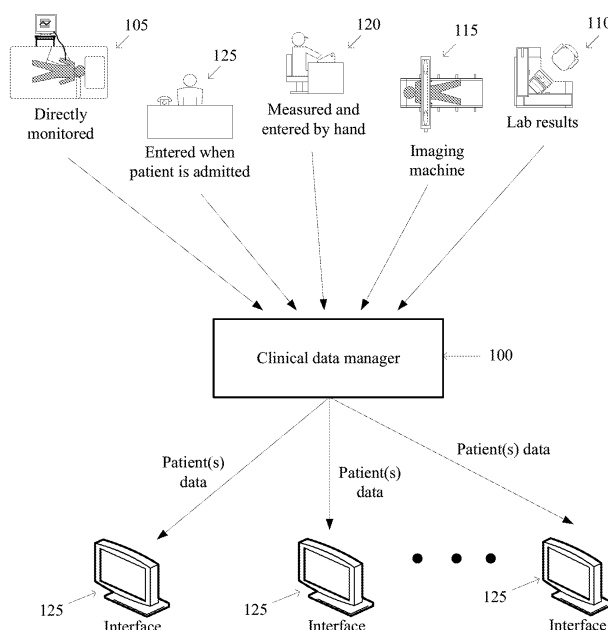 105
125
120
115
110
Directly
monitored
Entered when
patient is admitted
Measured and
entered by hand
Imaging
machine
Lab results
Clinical data manager
100
Patient(s)
data
Patient(s)
data
Patient(s) data
125
Interface
125
Interface
125
Interface